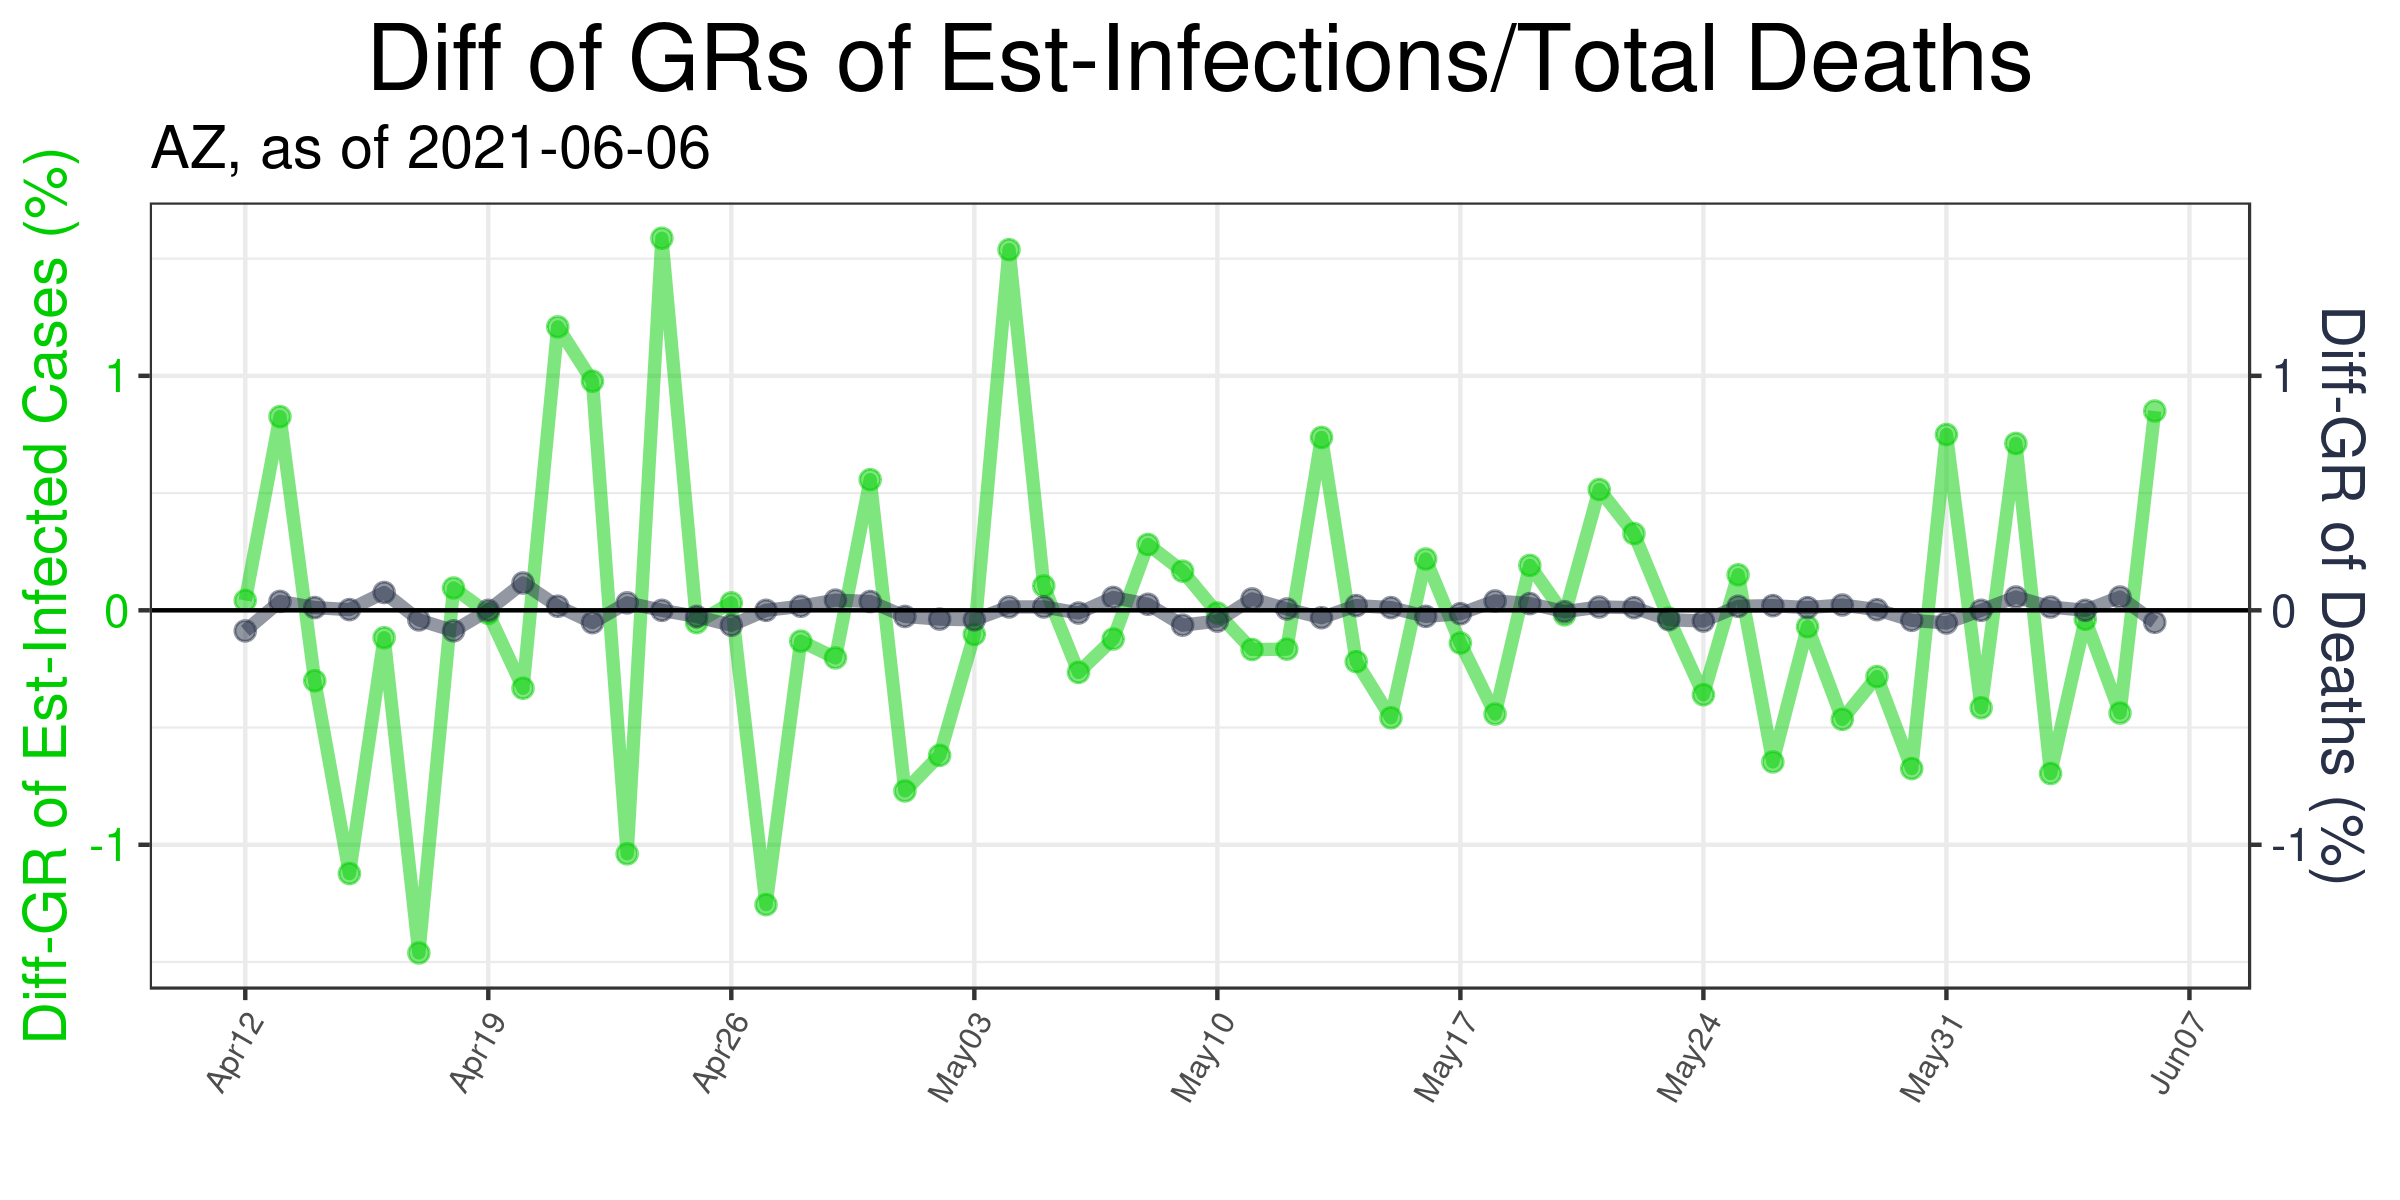 Diff of GRs of Est-Infections/Total Deaths
AZ, as of 2021-06-06
Diff-GR of Est-Infected Cases (%)
1
0
-1
1
0
-1
Diff-GR of Deaths (%)
Apr12
Apr19
Apr26
May03
May10
May17
May24
May31
Jun07